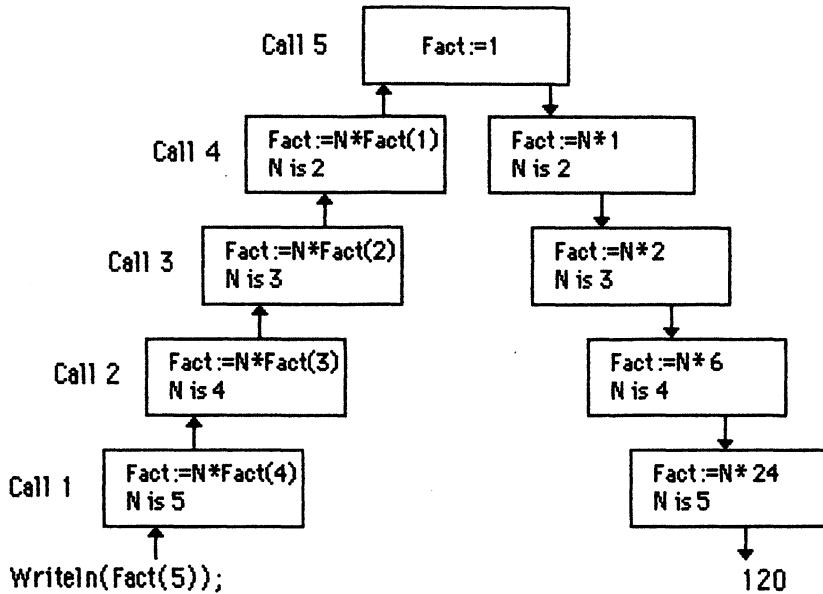 Call 5
Fact:=1
Call 4
Fact:=N*Fact(1)
N is 2
Fact:=N*1
N is 2
Call 3
Fact:=N*Fact(2)
N is 3
Fact:=N*2
N is 3
Call 2
Fact:=N*Fact(3)
N is 4
Fact:=N*6
N is 4
Call 1
Fact:=N*Fact(4)
N is 5
Fact:=N*24
N is 5
Writeln(Fact(5));
120